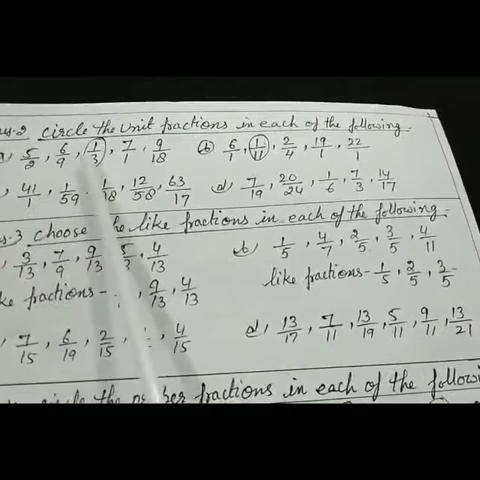 circle the unit fractions in each of the following.
5/2, 6/9, 1/3, 7/1, 9/18 (b) 6/1, 1/11, 2/4, 19/1, 22/1
41/1, 1/59, 1/18, 12/58, 63/17 d) 7/19, 20/24, 1/6, 7/3, 14/17
3 choose like fractions in each of the following.
3/13, 7/9, 9/13, 5/3, 4/13 b) 1/5, 4/7, 2/5, 3/5, 4/11
fractions - 9/13, 4/13 like fractions - 1/5, 2/5, 3/5
7/15, 6/19, 2/15, 4/15 d) 13/17, 7/11, 13/19, 5/11, 9/11, 13/21
the fractions in each of the